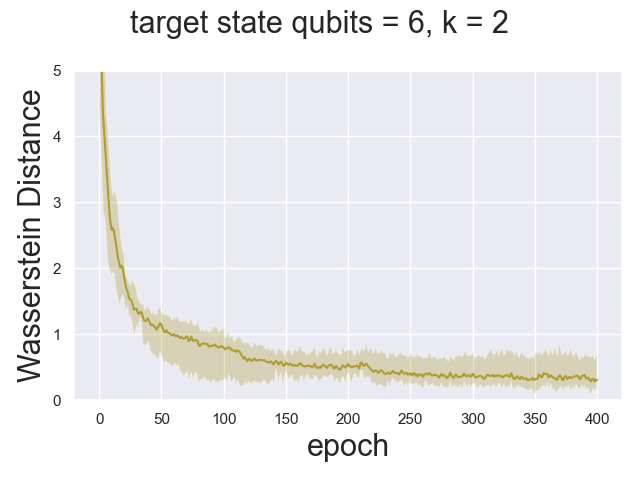 target state qubits = 6, k = 2
Wasserstein Distance
5
4
3
2
1
0
0 50 100 150 200 250 300 350 400
epoch